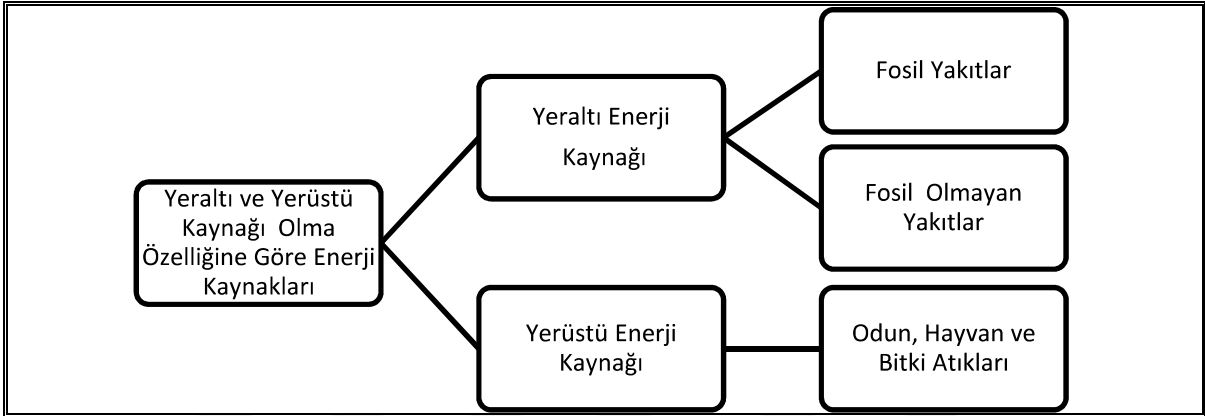 Yeraltı ve Yerüstü
Kaynağı Olma
Özelliğine Göre Enerji
Kaynakları
Yeraltı Enerji
Kaynağı
Fosil Yakıtlar
Fosil Olmayan
Yakıtlar
Yerüstü Enerji
Kaynağı
Odun, Hayvan ve
Bitki Atıkları